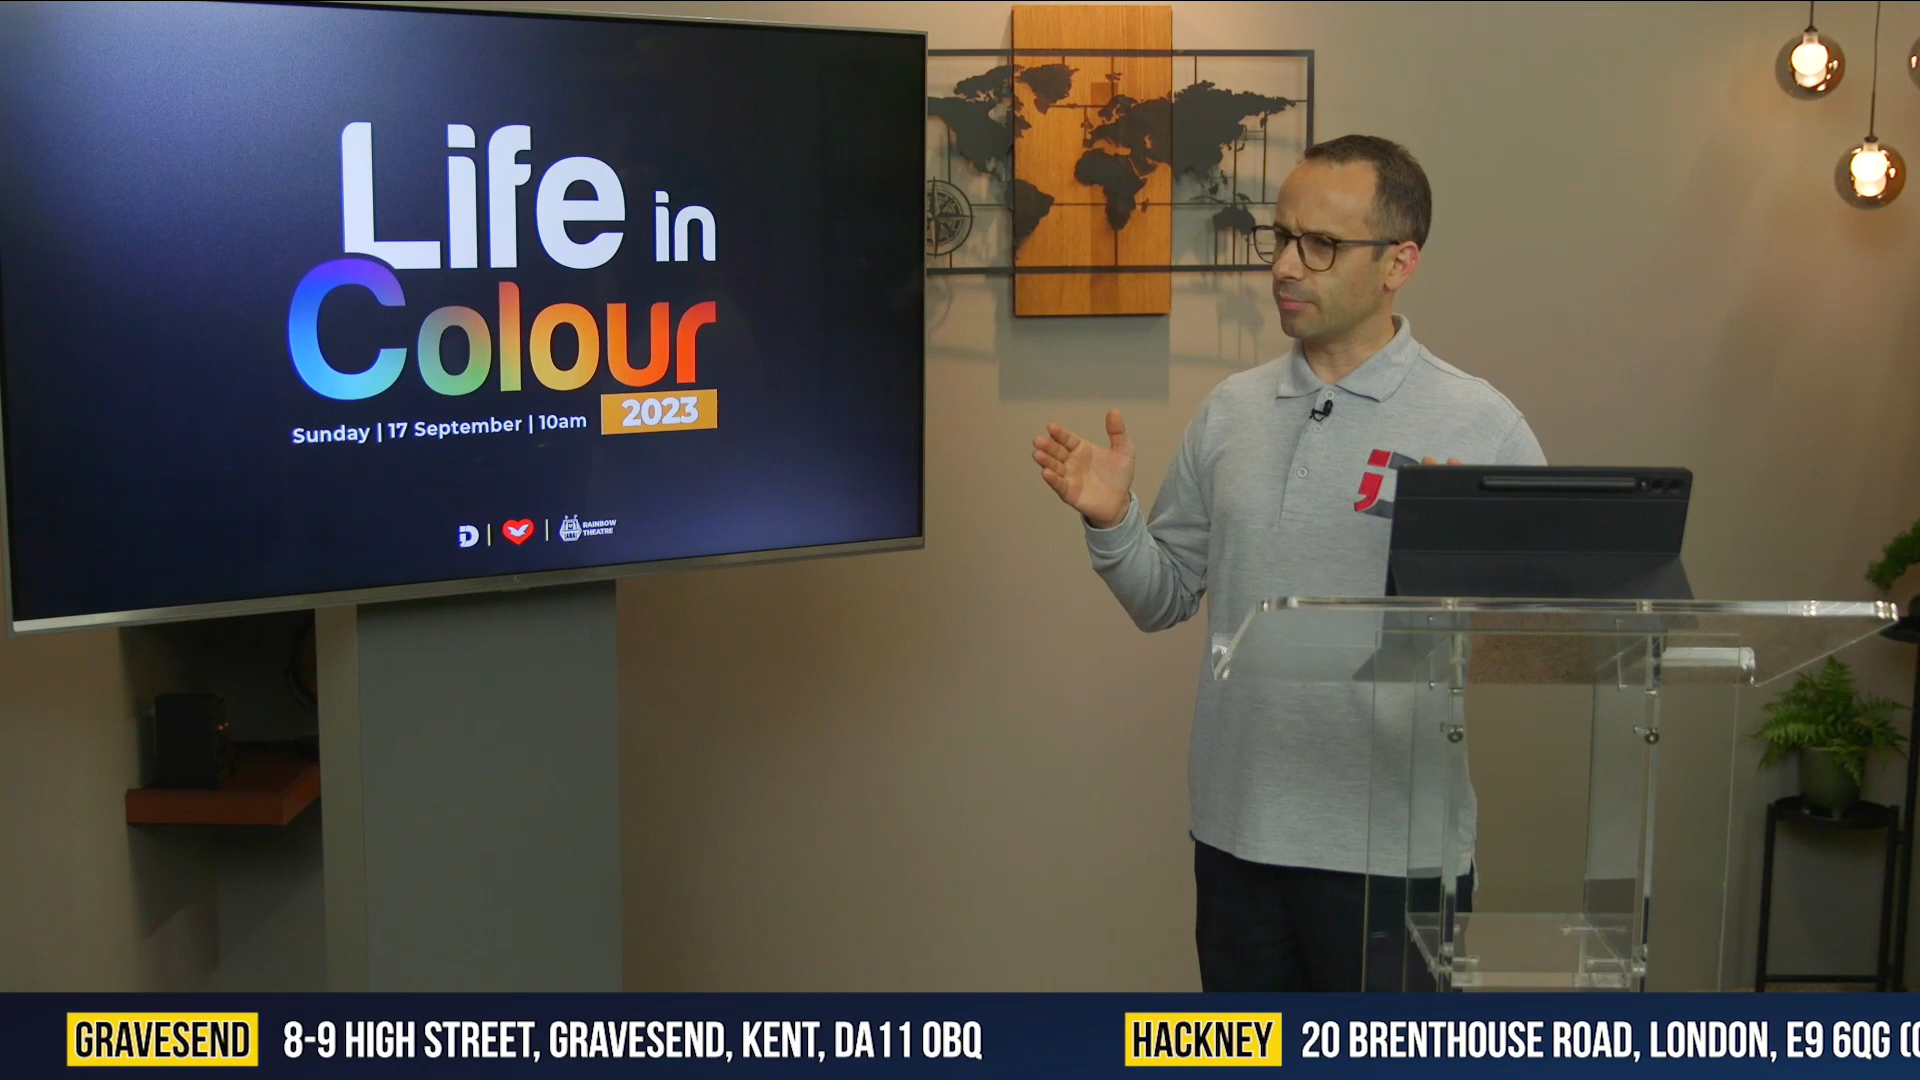 Life in
Colour
Sunday | 17 September | 10am 2023
RAINBOW
THEATRE
GRAVESEND 8-9 HIGH STREET, GRAVESEND, KENT, DA11 0BQ HACKNEY 20 BRENTHOUSE ROAD, LONDON, E9 6QG